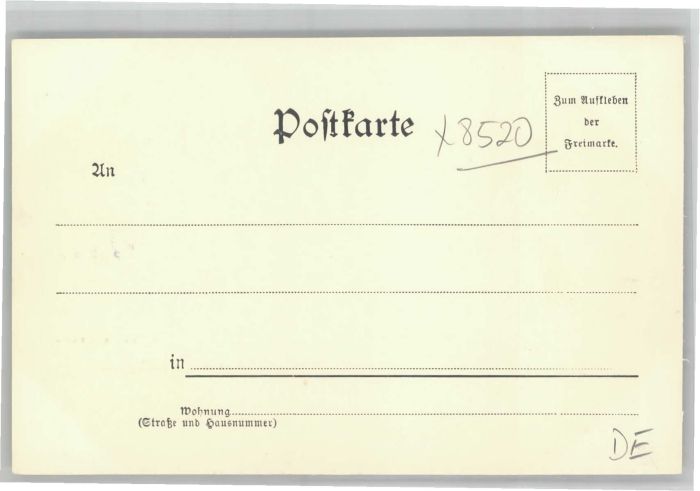 Postkarte
x8520
Zum Aufkleben
der
Freimarke.
An
in
Wohnung
(Straße und Hausnummer)
DE